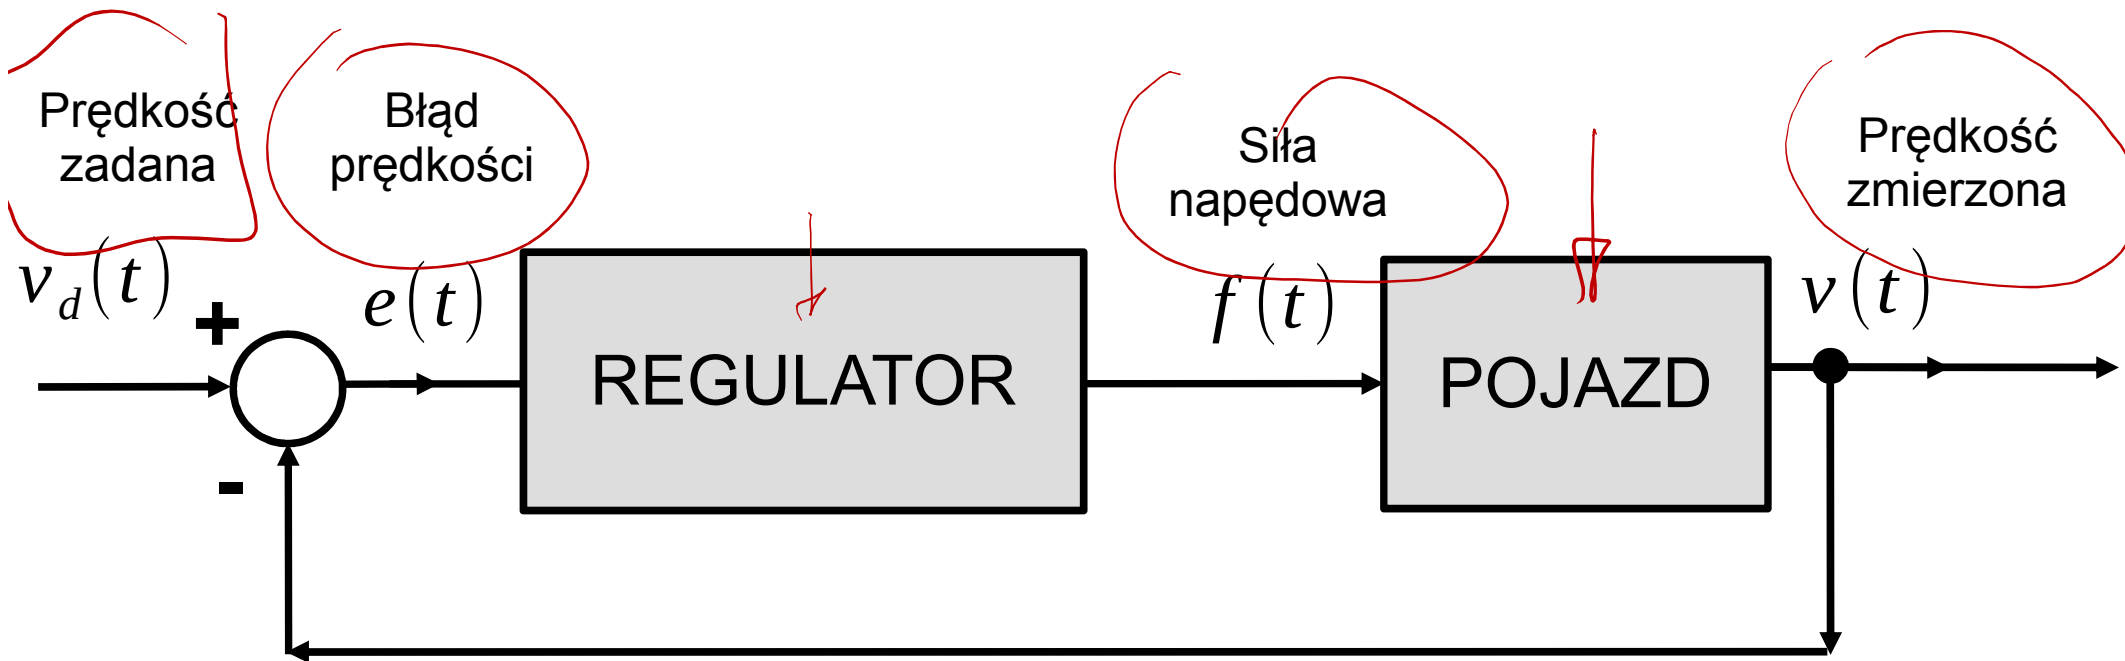 Prędkość
zadana
Błąd
prędkości
Siła
napędowa
Prędkość
zmierzona
v_d(t)
e(t)
f(t)
v(t)
+
REGULATOR
POJAZD
-